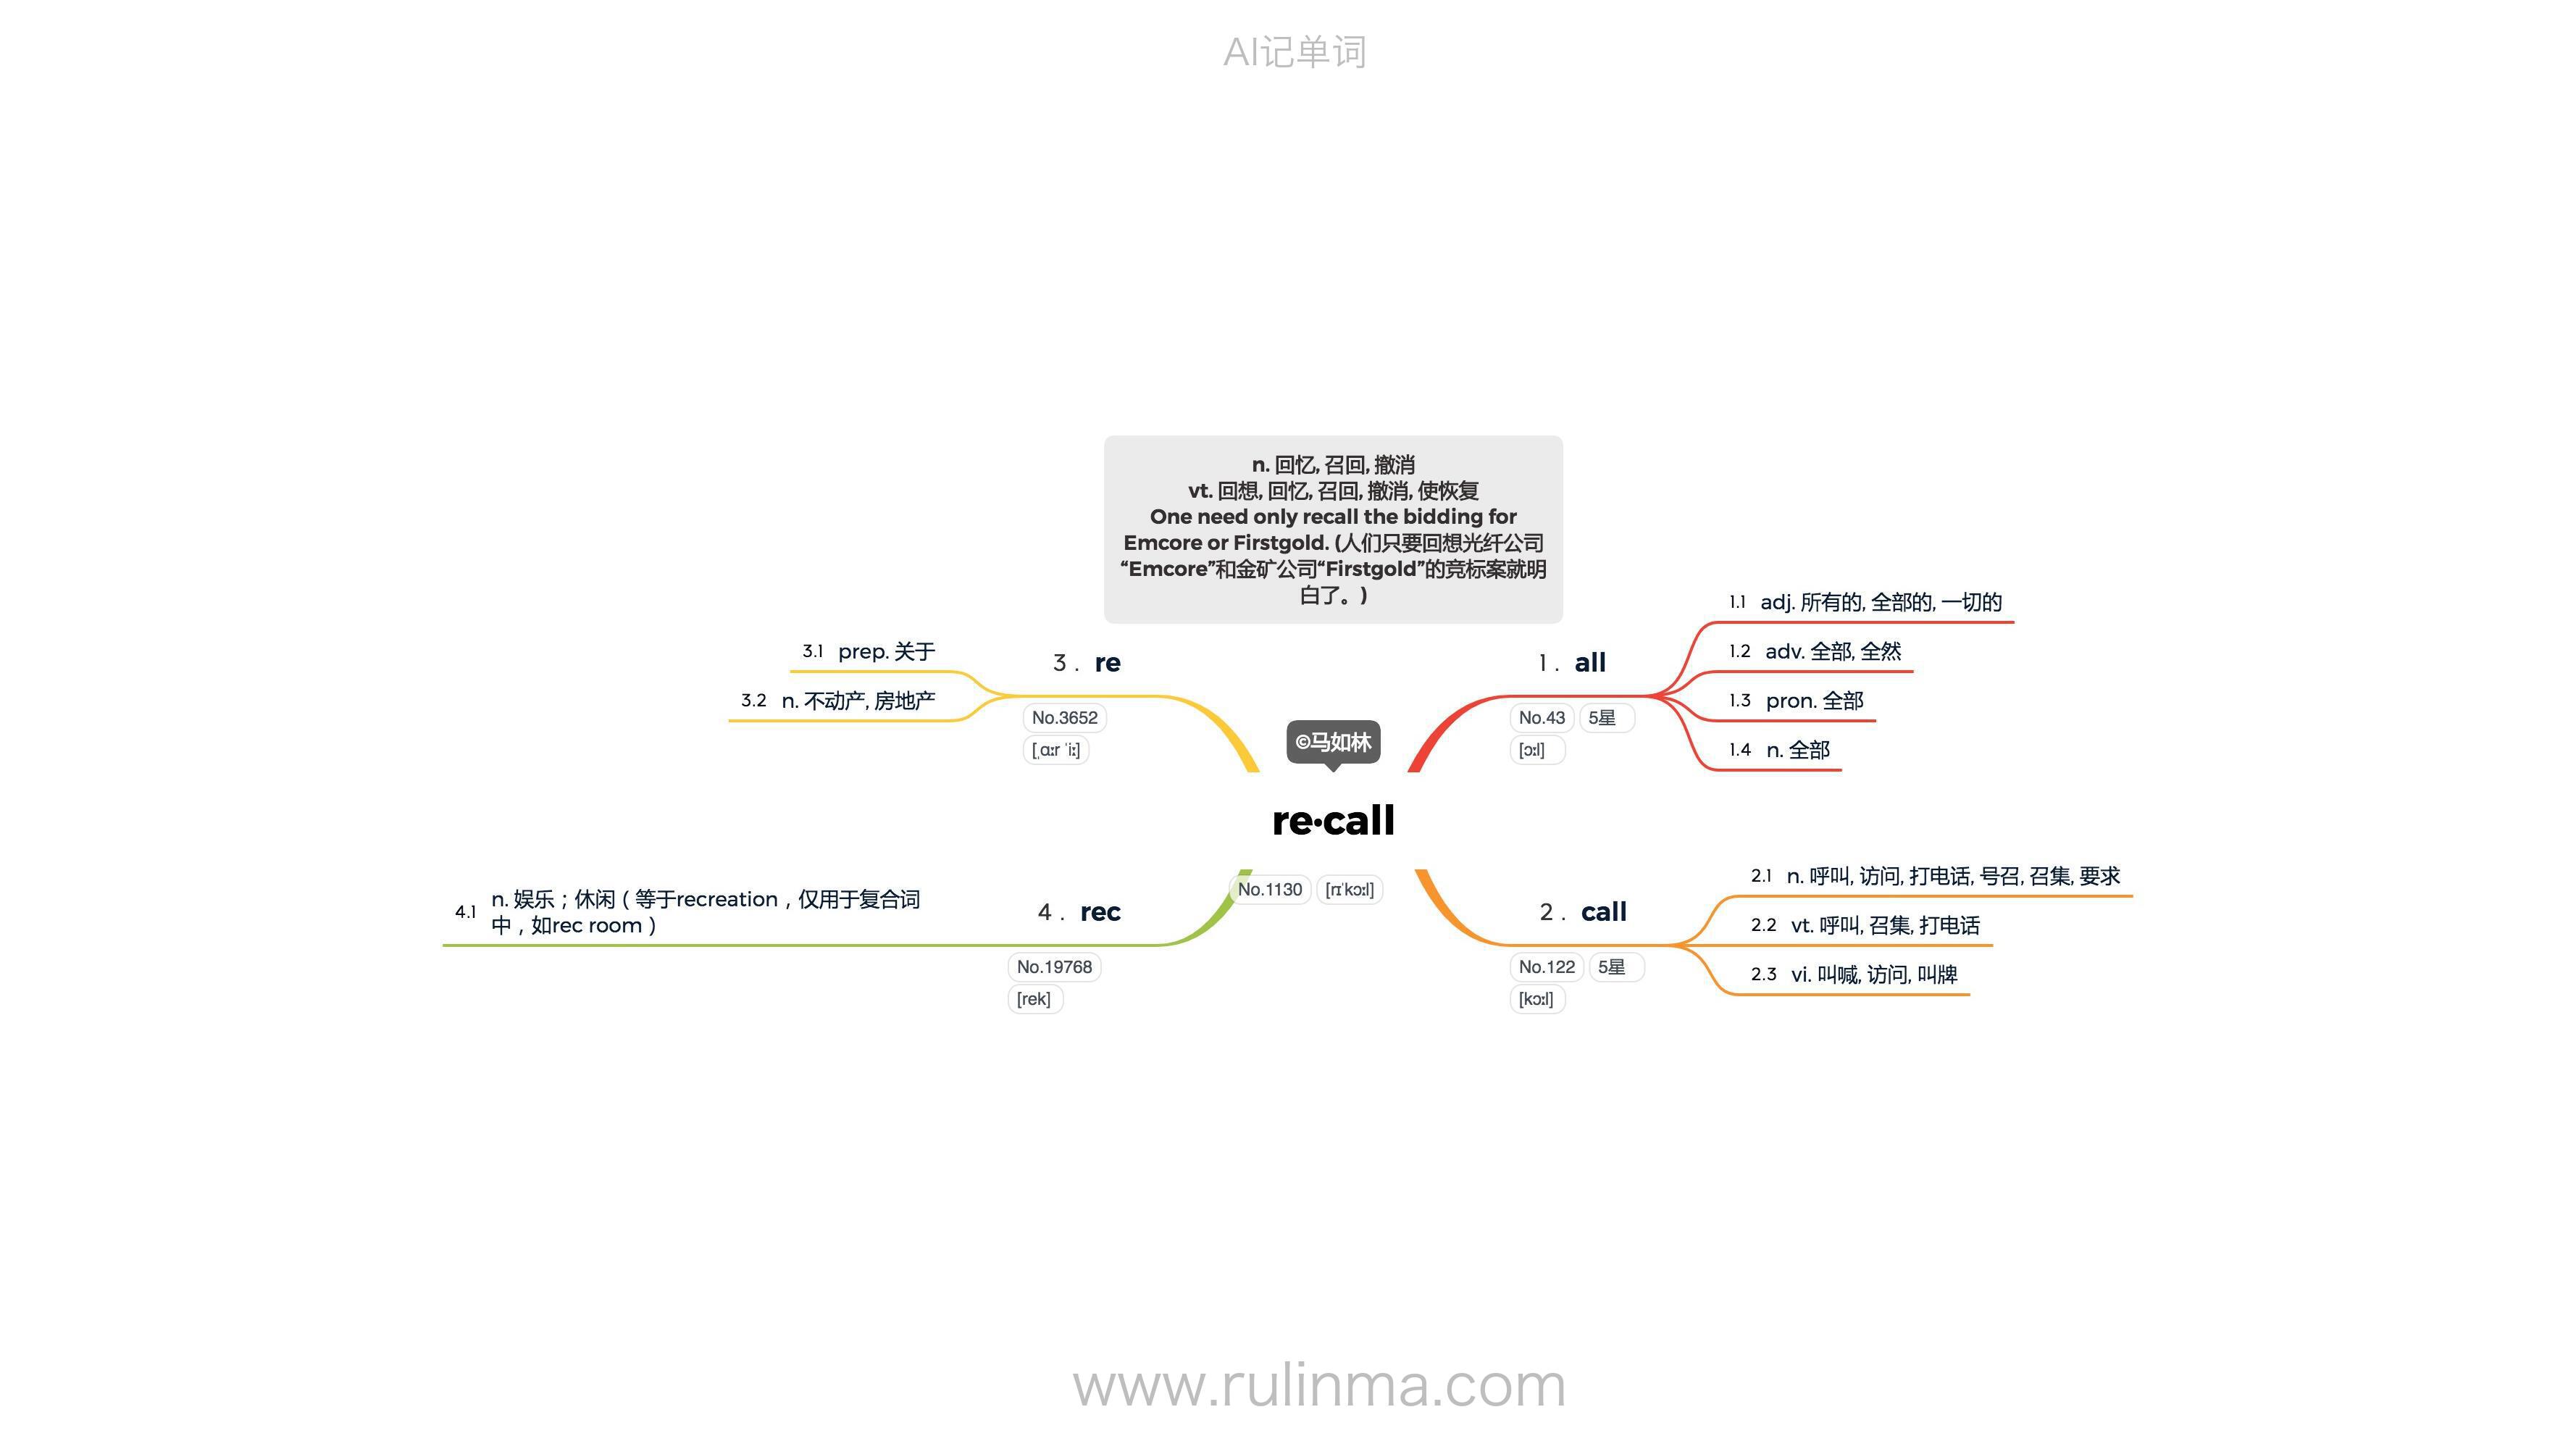 AI记单词
n. 回忆, 召回, 撤消
vt. 回想, 回忆, 召回, 撤消, 使恢复
One need only recall the bidding for
Emcore or Firstgold. (人们只要回想光纤公司
“Emcore”和金矿公司“Firstgold”的竞标案就明
白了。)
©马如林
re·call
No.1130 [rɪˈkɔːl]
1. all
No.43 5星
[ɔːl]
1.1 adj. 所有的, 全部的, 一切的
1.2 adv. 全部, 全然
1.3 pron. 全部
1.4 n. 全部
2. call
No.122 5星
[kɔːl]
2.1 n. 呼叫, 访问, 打电话, 号召, 召集, 要求
2.2 vt. 呼叫, 召集, 打电话
2.3 vi. 叫喊, 访问, 叫牌
3. re
No.3652
[ˌɑːr ˈiː]
3.1 prep. 关于
3.2 n. 不动产, 房地产
4. rec
No.19768
[rek]
4.1 n. 娱乐；休闲（等于recreation，仅用于复合词
中，如rec room）
www.rulinma.com